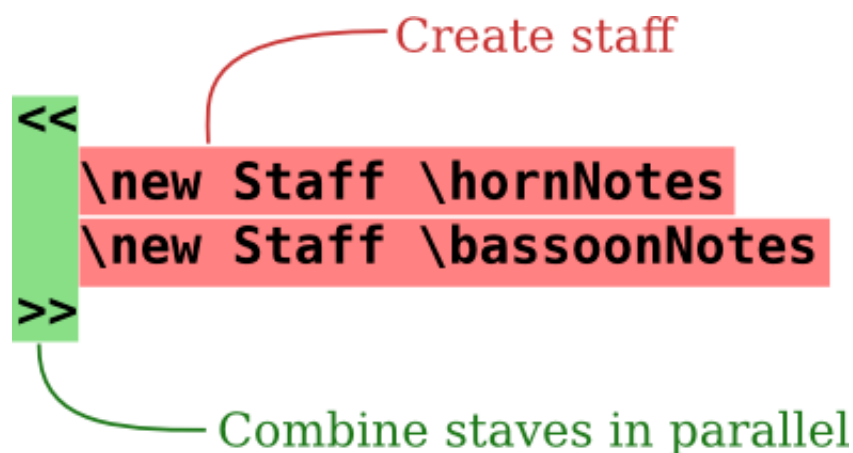 Create staff
<<
\new Staff \hornNotes
\new Staff \bassoonNotes
>>
Combine staves in parallel